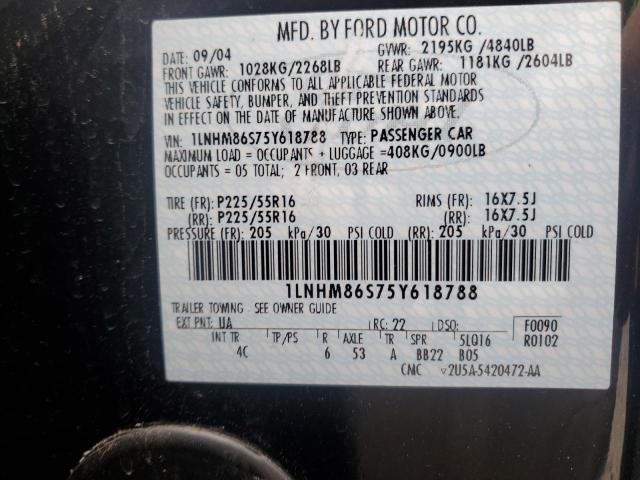 MFD. BY FORD MOTOR CO.
DATE: 09/04 GVWR: 2195KG /4840LB
FRONT GAWR: 1028KG/2268LB REAR GAWR: 1181KG /2604LB
THIS VEHICLE CONFORMS TO ALL APPLICABLE FEDERAL MOTOR
VEHICLE SAFETY, BUMPER, AND THEFT PREVENTION STANDARDS
IN EFFECT ON THE DATE OF MANUFACTURE SHOWN ABOVE.
VIN: 1LNHM86S75Y618788 TYPE: PASSENGER CAR
MAXIMUM LOAD = OCCUPANTS + LUGGAGE =408KG/0900LB
OCCUPANTS = 05 TOTAL; 2 FRONT, 03 REAR
TIRE (FR): P225/55R16 RIMS (FR): 16X7.5J
(RR): P225/55R16 (RR): 16X7.5J
PRESSURE (FR): 205 kPa/30 PSI COLD (RR): 205 kPa/30 PSI COLD
1LNHM86S75Y618788
TRAILER TOWING - SEE OWNER GUIDE
EXT PNT: UA RC: 22 DSO: F0090
INT TR TP/PS R AXLE TR SPR 5LQ16 R0102
4C 6 53 A BB22 B05
CMC V2U5A-5420472-AA